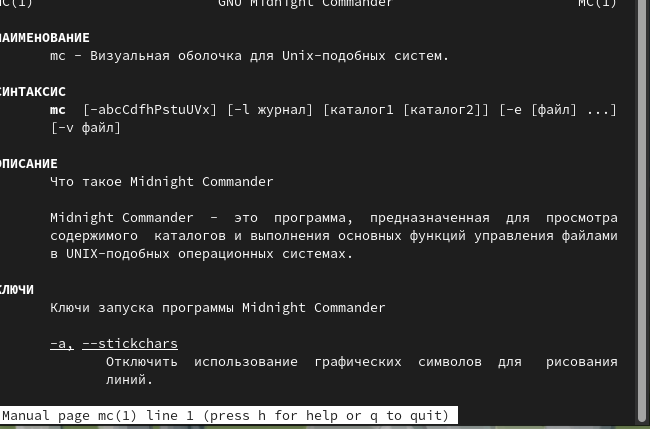 MC(1) GNU Midnight Commander MC(1)
НАИМЕНОВАНИЕ
mc - Визуальная оболочка для Unix-подобных систем.
СИНТАКСИС
mc [-abcCdfhPstuUVx] [-l журнал] [каталог1 [каталог2]] [-e [файл] ...]
[-v файл]
ОПИСАНИЕ
Что такое Midnight Commander
Midnight Commander - это программа, предназначенная для просмотра
содержимого каталогов и выполнения основных функций управления файлами
в UNIX-подобных операционных системах.
КЛЮЧИ
Ключи запуска программы Midnight Commander
-a, --stickchars
Отключить использование графических символов для рисования
линий.
Manual page mc(1) line 1 (press h for help or q to quit)